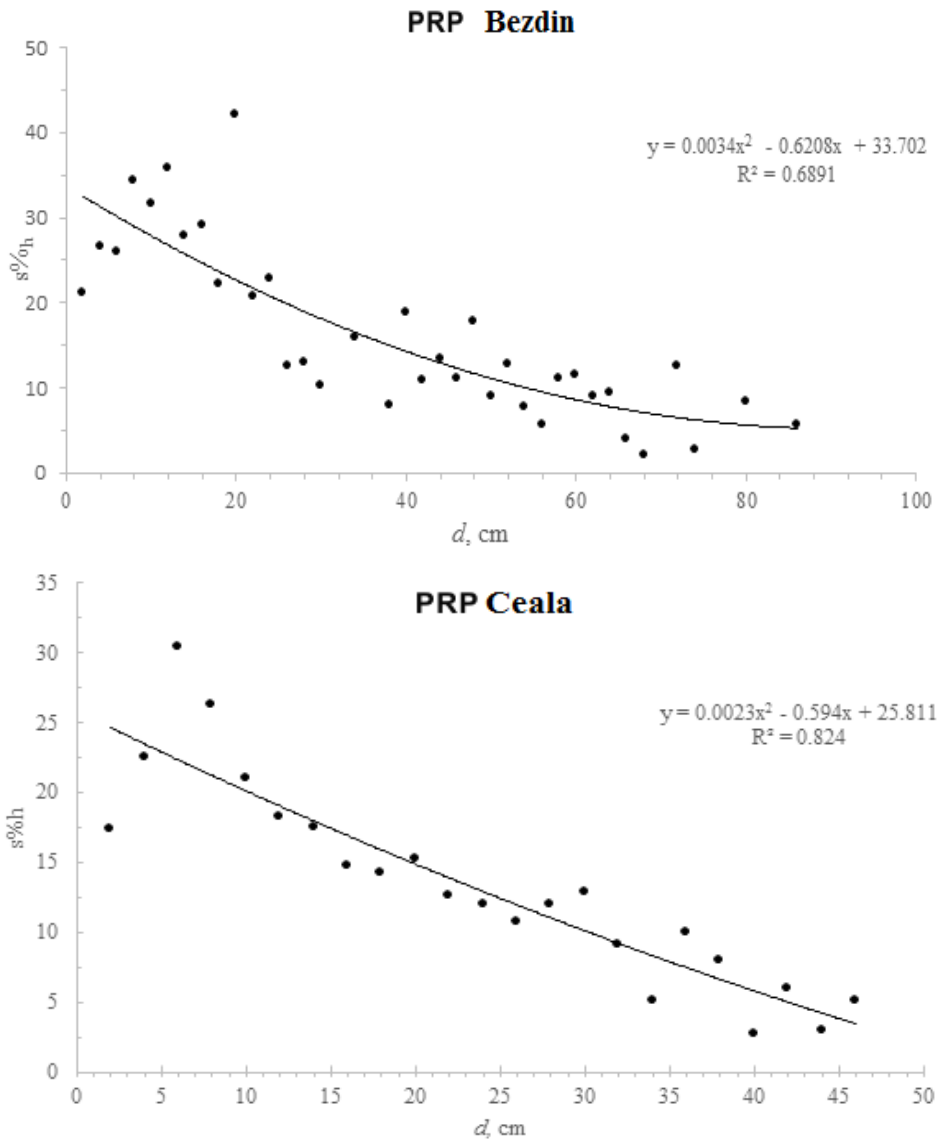 PRP Bezdin
50
y = 0.0034x² - 0.6208x + 33.702
R² = 0.6891
40
30
s%h
20
10
0
0 20 40 60 80 100
d, cm
35
PRP Ceala
30
y = 0.0023x² - 0.594x + 25.811
R² = 0.824
25
20
s%h
15
10
5
0
0 5 10 15 20 25 30 35 40 45 50
d, cm